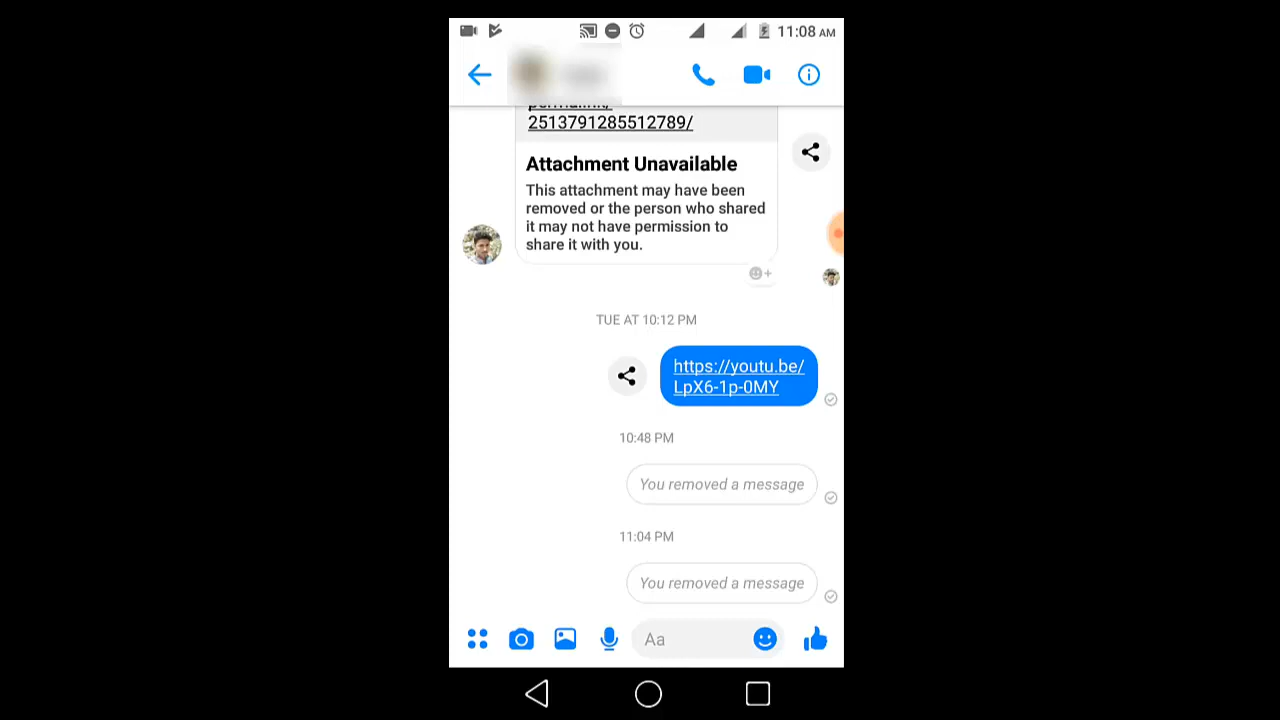 11:08 AM
2513791285512789/
Attachment Unavailable
This attachment may have been
removed or the person who shared
it may not have permission to
share it with you.
TUE AT 10:12 PM
https://youtu.be/
LpX6-1p-0MY
10:48 PM
You removed a message
11:04 PM
You removed a message
Aa